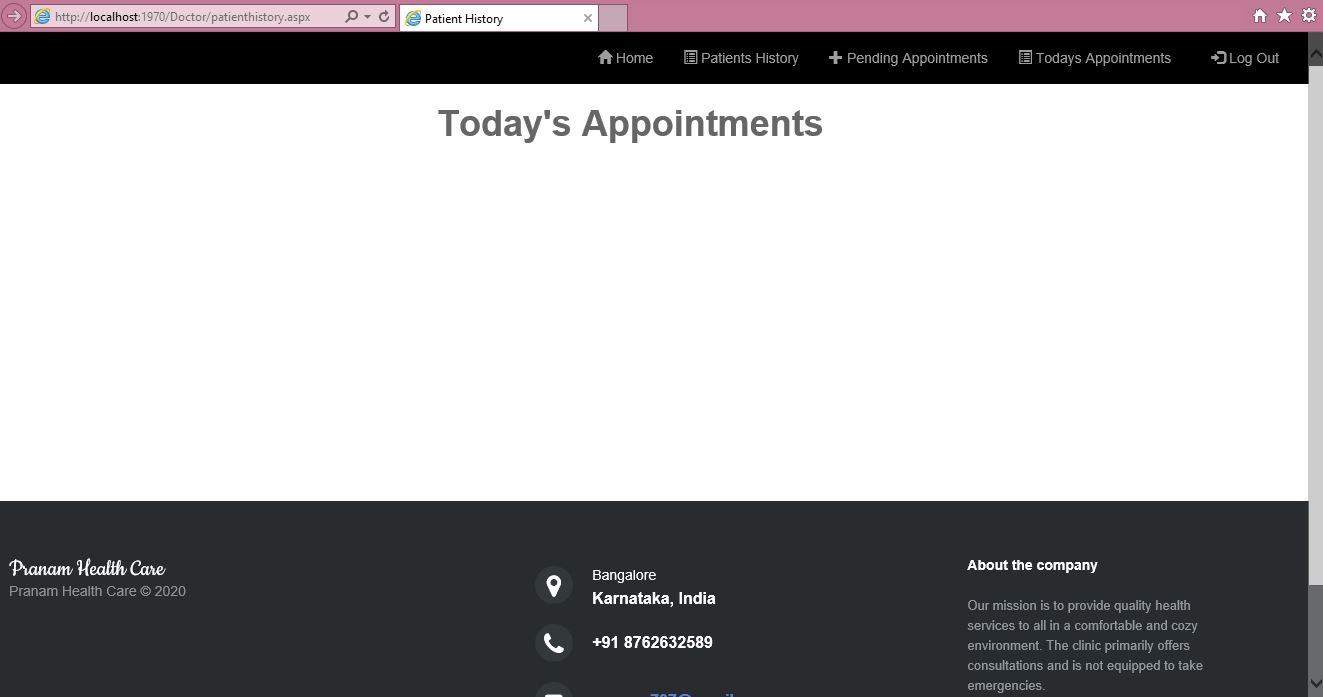 http://localhost:1970/Doctor/patienthistory.aspx
Patient History
Home
Patients History
Pending Appointments
Todays Appointments
Log Out
Today's Appointments
Pranam Health Care
Pranam Health Care © 2020
Bangalore
Karnataka, India
+91 8762632589
About the company
Our mission is to provide quality health
services to all in a comfortable and cozy
environment. The clinic primarily offers
consultations and is not equipped to take
emergencies.